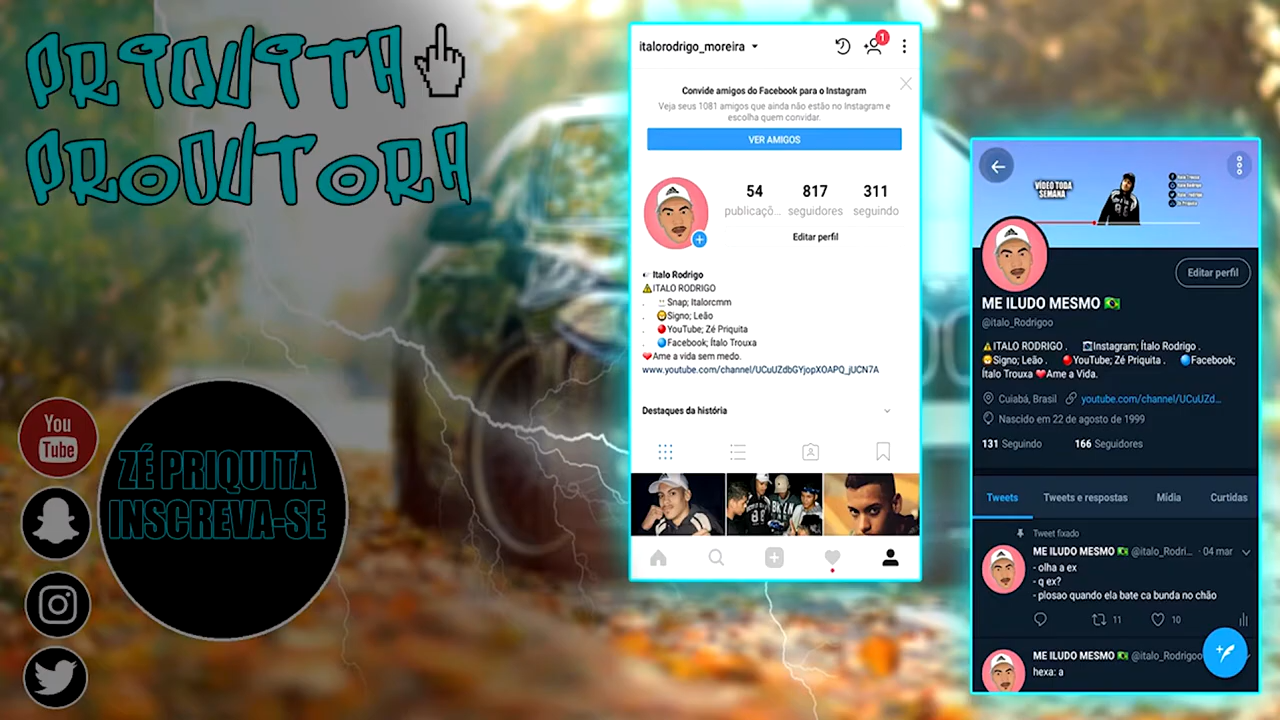 PRIQUITA
PRODUTORA
You
Tube
ZÉ PRIQUITA
INSCREVA-SE
italorodrigo_moreira
1
Convide amigos do Facebook para o Instagram
Veja seus 1081 amigos que ainda não estão no Instagram e
escolha quem convidar.
VER AMIGOS
54 817 311
publicaçõ... seguidores seguindo
Editar perfil
Italo Rodrigo
⚠ITALO RODRIGO
. Snap; Italorcmm
. Signo; Leão
. YouTube; Zé Priquita
. Facebook; Ítalo Trouxa
❤Ame a vida sem medo.
www.youtube.com/channel/UCuUZdbGYjopXOAPQ_jUCN7A
Destaques da história
VÍDEO TODA
SEMANA
Editar perfil
ME ILUDO MESMO 🇧🇷
@italo_Rodrigoo
⚠ITALO RODRIGO . Instagram; Ítalo Rodrigo .
Signo; Leão . 🔴YouTube; Zé Priquita . 🔵Facebook;
Ítalo Trouxa ❤Ame a Vida.
Cuiabá, Brasil youtube.com/channel/UCuUZd...
Nascido em 22 de agosto de 1999
131 Seguindo 166 Seguidores
Tweets Tweets e respostas Mídia Curtidas
Tweet fixado
ME ILUDO MESMO 🇧🇷 @italo_Rodri... · 04 mar
- olha a ex
- q ex?
- plosao quando ela bate ca bunda no chão
11 10
ME ILUDO MESMO 🇧🇷 @italo_Rodrigoo
hexa: a